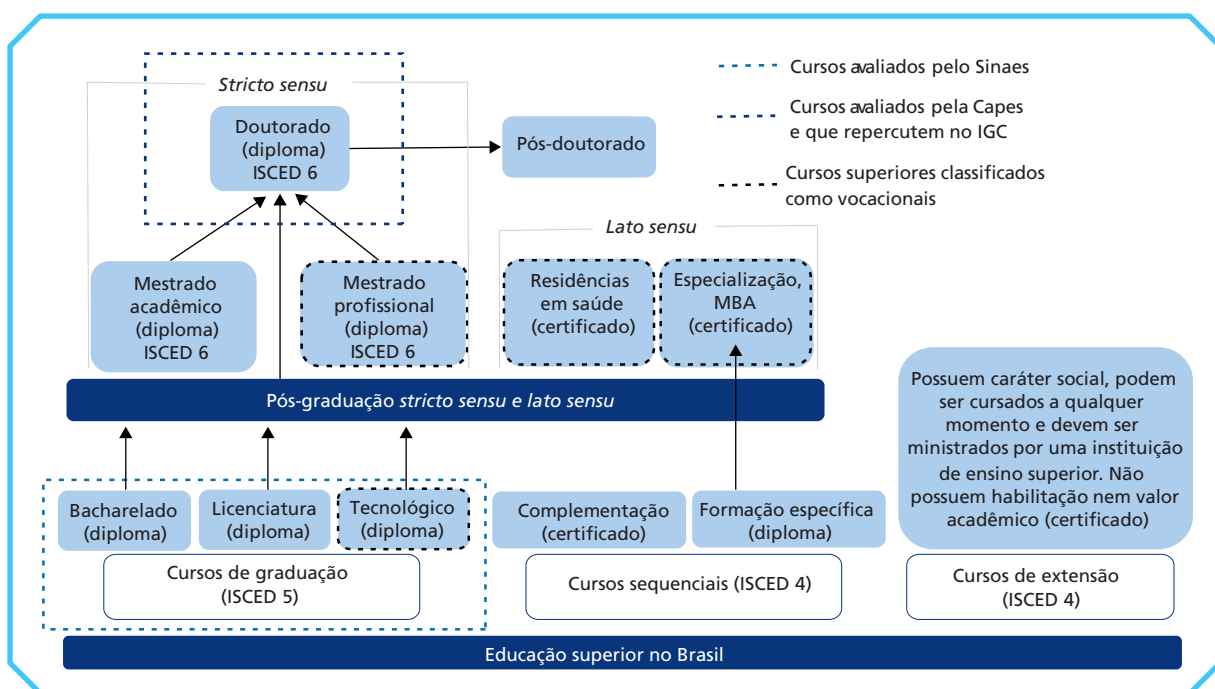 Stricto sensu
Doutorado
(diploma)
ISCED 6
Pós-doutorado
Cursos avaliados pelo Sinaes
Cursos avaliados pela Capes
e que repercutem no IGC
Cursos superiores classificados
como vocacionais
Lato sensu
Mestrado
acadêmico
(diploma)
ISCED 6
Mestrado
profissional
(diploma)
ISCED 6
Residências
em saúde
(certificado)
Especialização,
MBA
(certificado)
Pós-graduação stricto sensu e lato sensu
Possuem caráter social, podem
ser cursados a qualquer
momento e devem ser
ministrados por uma instituição
de ensino superior. Não
possuem habilitação nem valor
acadêmico (certificado)
Bacharelado
(diploma)
Licenciatura
(diploma)
Tecnológico
(diploma)
Complementação
(certificado)
Formação específica
(diploma)
Cursos de graduação
(ISCED 5)
Cursos sequenciais (ISCED 4)
Cursos de extensão
(ISCED 4)
Educação superior no Brasil